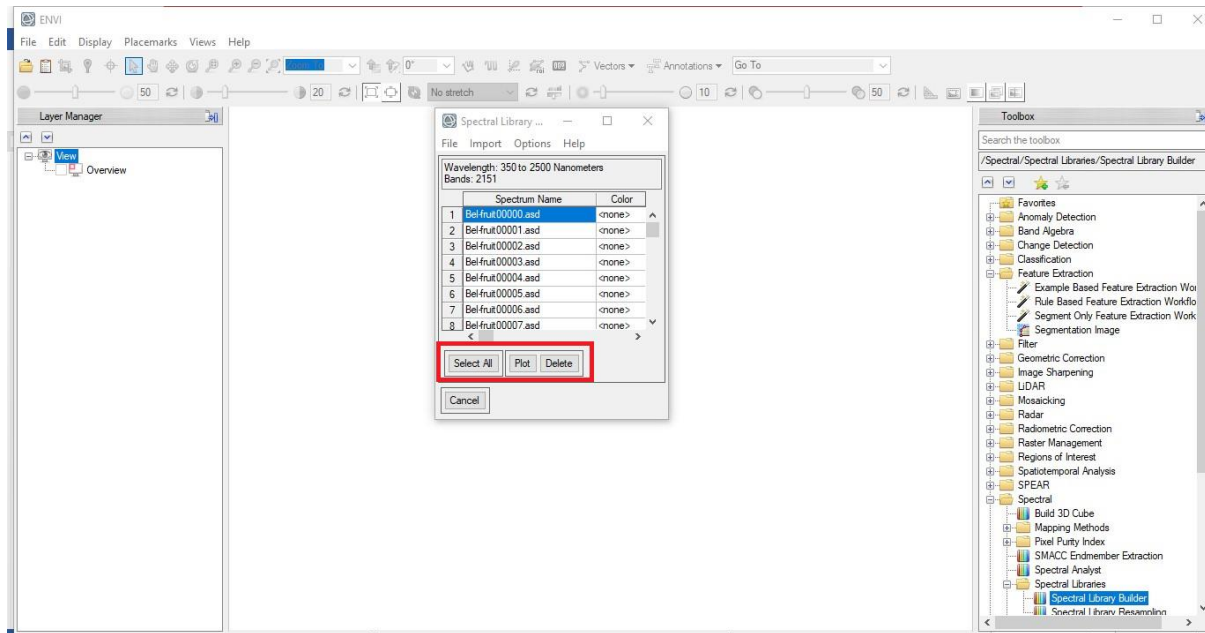 ENVI
File Edit Display Placemarks Views Help
0° Vectors Annotations Go To
50 20 No stretch 10 50
Layer Manager
View
Overview
Spectral Library ...
File Import Options Help
Wavelength: 350 to 2500 Nanometers
Bands: 2151
Spectrum Name Color
1 Bel-fruit00000.asd <none>
2 Bel-fruit00001.asd <none>
3 Bel-fruit00002.asd <none>
4 Bel-fruit00003.asd <none>
5 Bel-fruit00004.asd <none>
6 Bel-fruit00005.asd <none>
7 Bel-fruit00006.asd <none>
8 Bel-fruit00007.asd <none>
Select All Plot Delete
Cancel
Toolbox
Search the toolbox
/Spectral/Spectral Libraries/Spectral Library Builder
Favorites
Anomaly Detection
Band Algebra
Change Detection
Classification
Feature Extraction
Example Based Feature Extraction Wor
Rule Based Feature Extraction Workflo
Segment Only Feature Extraction Work
Segmentation Image
Filter
Geometric Correction
Image Sharpening
LiDAR
Mosaicking
Radar
Radiometric Correction
Raster Management
Regions of Interest
Spatiotemporal Analysis
SPEAR
Spectral
Build 3D Cube
Mapping Methods
Pixel Purity Index
SMACC Endmember Extraction
Spectral Analyst
Spectral Libraries
Spectral Library Builder
Spectral Library Resampling